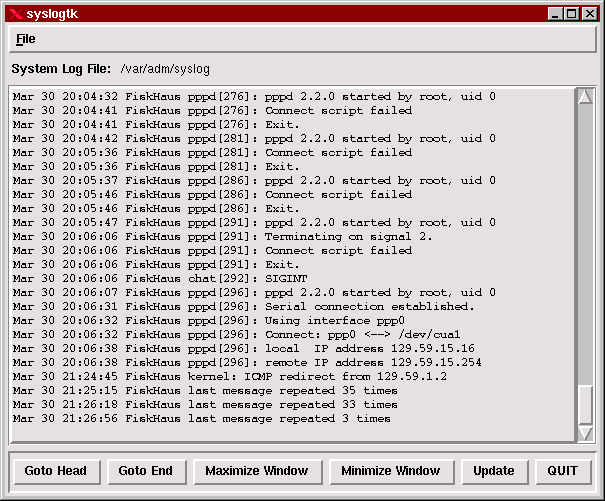 syslogtk
File
System Log File: /var/adm/syslog
Mar 30 20:04:32 FiskHaus pppd[276]: pppd 2.2.0 started by root, uid 0
Mar 30 20:04:41 FiskHaus pppd[276]: Connect script failed
Mar 30 20:04:41 FiskHaus pppd[276]: Exit.
Mar 30 20:04:42 FiskHaus pppd[281]: pppd 2.2.0 started by root, uid 0
Mar 30 20:05:36 FiskHaus pppd[281]: Connect script failed
Mar 30 20:05:36 FiskHaus pppd[281]: Exit.
Mar 30 20:05:37 FiskHaus pppd[286]: pppd 2.2.0 started by root, uid 0
Mar 30 20:05:46 FiskHaus pppd[286]: Connect script failed
Mar 30 20:05:46 FiskHaus pppd[286]: Exit.
Mar 30 20:05:47 FiskHaus pppd[291]: pppd 2.2.0 started by root, uid 0
Mar 30 20:06:06 FiskHaus pppd[291]: Terminating on signal 2.
Mar 30 20:06:06 FiskHaus pppd[291]: Connect script failed
Mar 30 20:06:06 FiskHaus pppd[291]: Exit.
Mar 30 20:06:06 FiskHaus chat[292]: SIGINT
Mar 30 20:06:07 FiskHaus pppd[296]: pppd 2.2.0 started by root, uid 0
Mar 30 20:06:31 FiskHaus pppd[296]: Serial connection established.
Mar 30 20:06:32 FiskHaus pppd[296]: Using interface ppp0
Mar 30 20:06:32 FiskHaus pppd[296]: Connect: ppp0 <--> /dev/cua1
Mar 30 20:06:38 FiskHaus pppd[296]: local  IP address 129.59.15.16
Mar 30 20:06:38 FiskHaus pppd[296]: remote IP address 129.59.15.254
Mar 30 21:24:45 FiskHaus kernel: ICMP redirect from 129.59.1.2
Mar 30 21:25:15 FiskHaus last message repeated 35 times
Mar 30 21:26:18 FiskHaus last message repeated 33 times
Mar 30 21:26:56 FiskHaus last message repeated 3 times
Goto Head Goto End Maximize Window Minimize Window Update QUIT